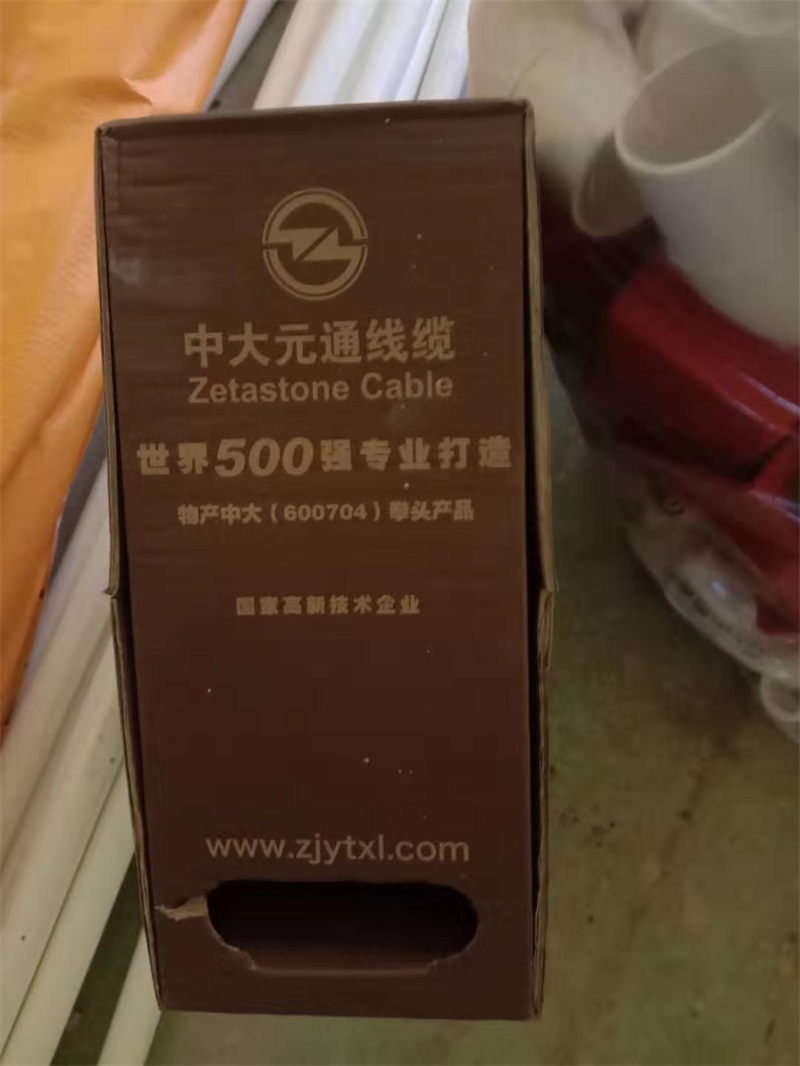 中大元通线缆
Zetastone Cable
世界500强专业打造
物产中大（600704）拳头产品
国家高新技术企业
www.zjytxl.com